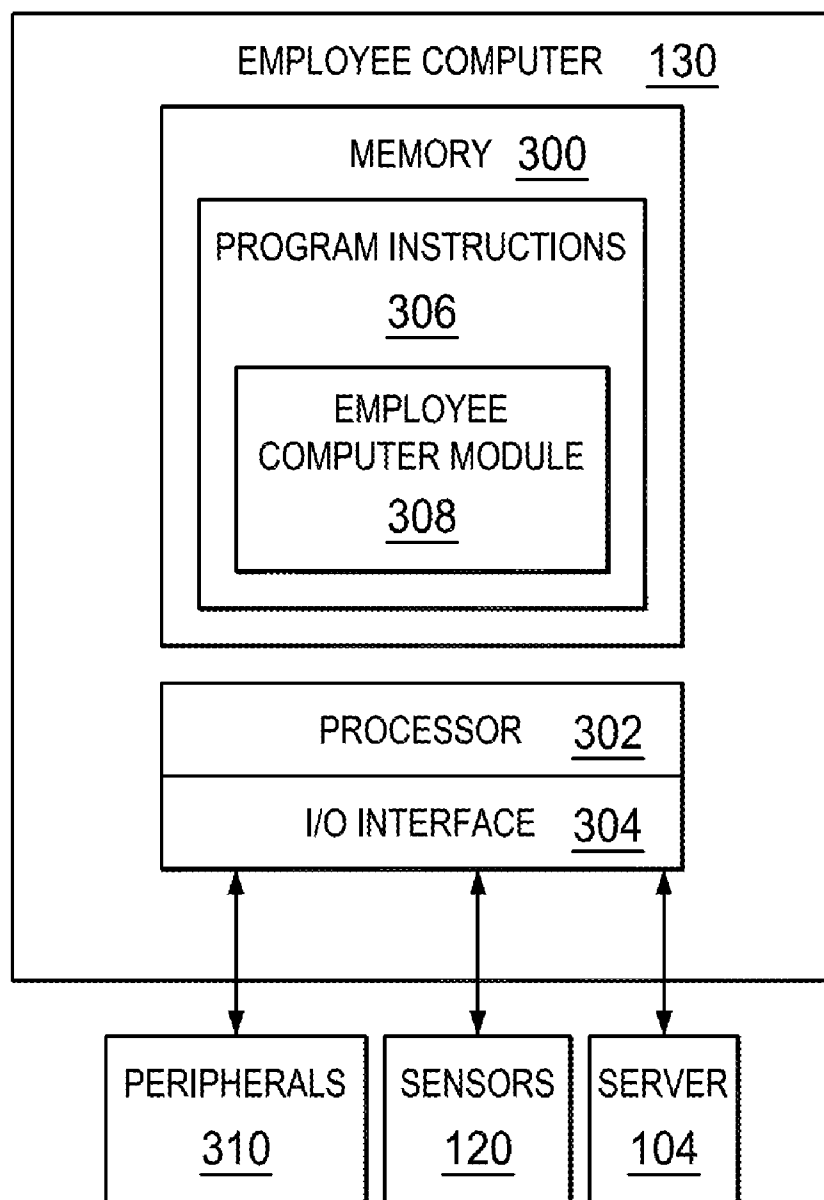 EMPLOYEE COMPUTER 130
MEMORY 300
PROGRAM INSTRUCTIONS
306
EMPLOYEE
COMPUTER MODULE
308
PROCESSOR 302
I/O INTERFACE 304
PERIPHERALS
310
SENSORS
120
SERVER
104